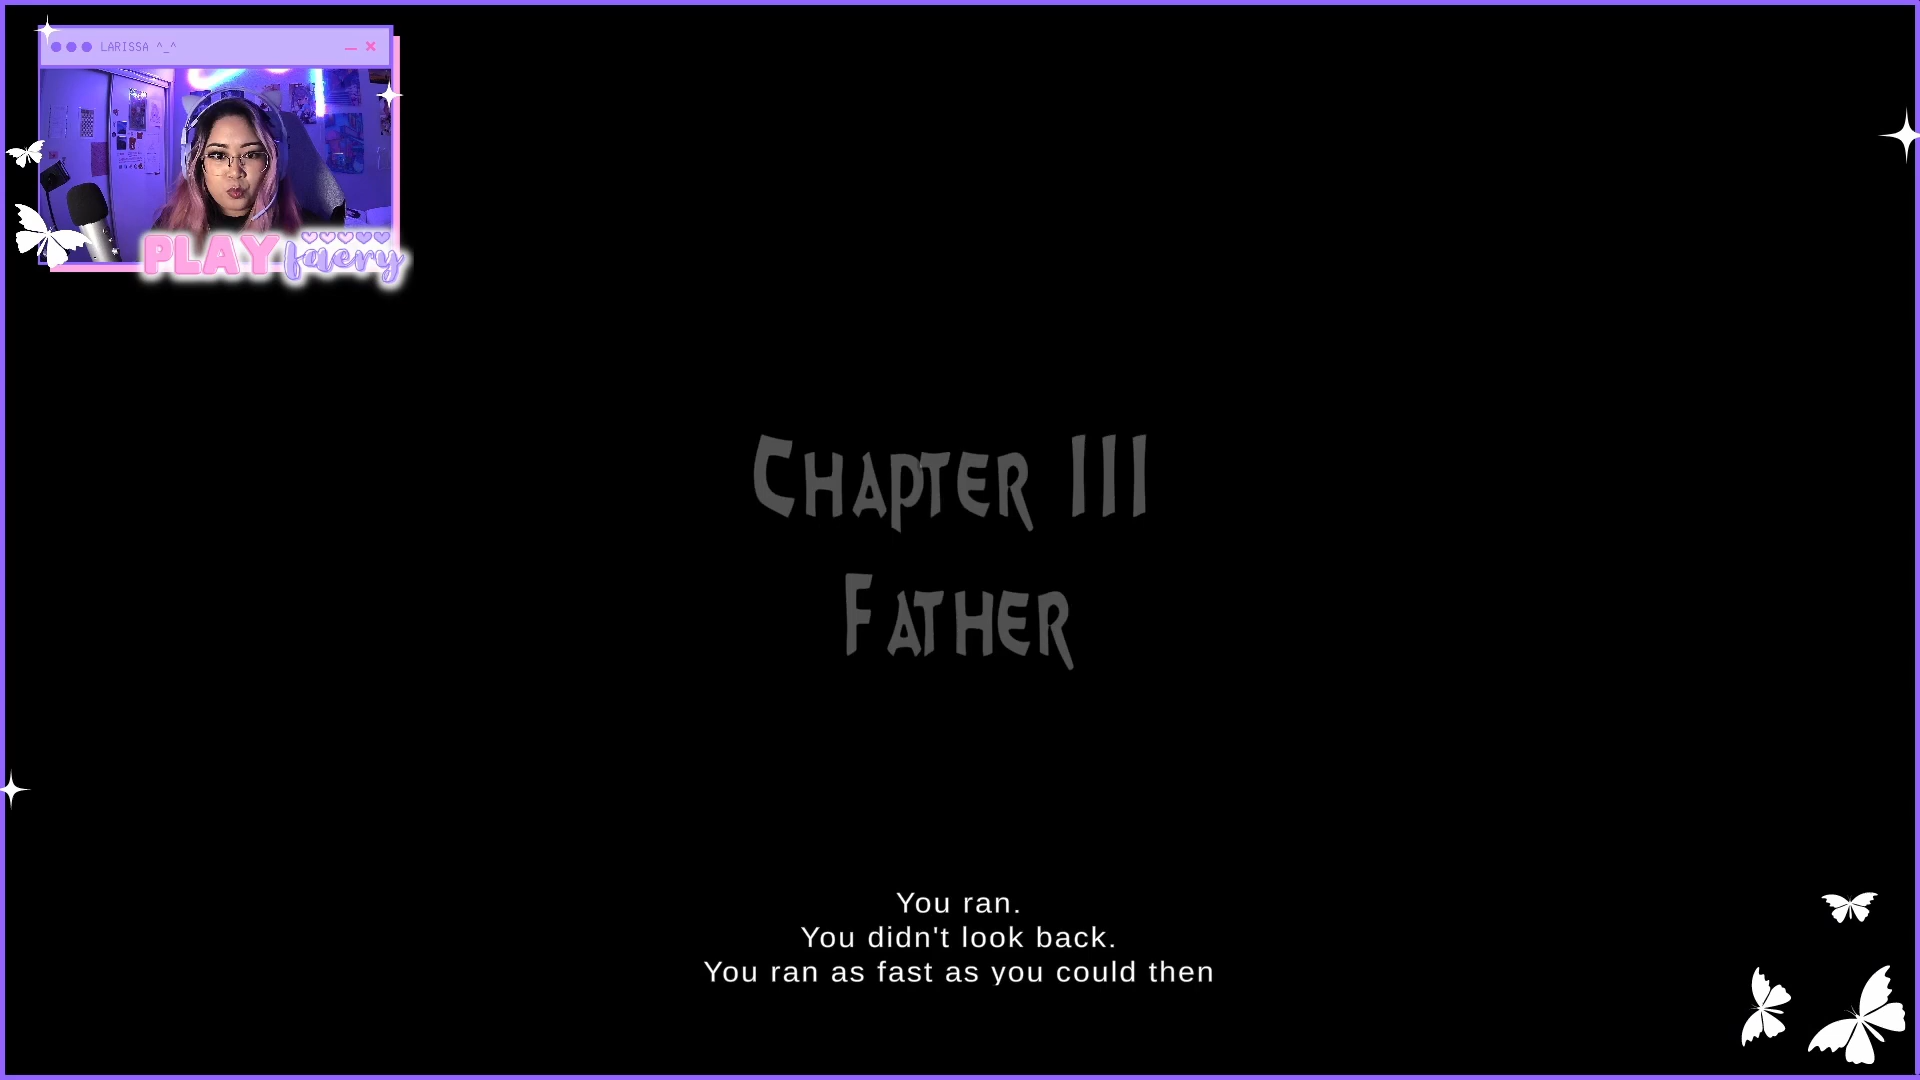 LARISSA ^_^
PLAY faery
Chapter III
Father
You ran.
You didn't look back.
You ran as fast as you could then